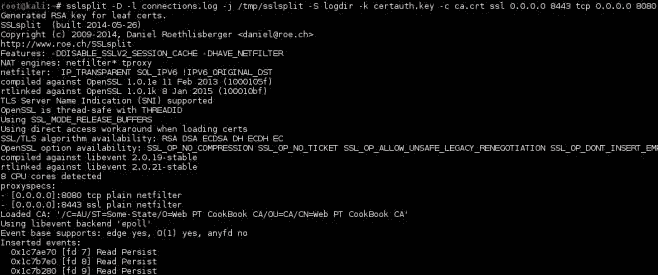 root@kali:~# sslsplit -D -l connections.log -j /tmp/sslsplit -S logdir -k certauth.key -c ca.crt ssl 0.0.0.0 8443 tcp 0.0.0.0 8080
Generated RSA key for leaf certs.
SSLsplit  (built 2014-05-26)
Copyright (c) 2009-2014, Daniel Roethlisberger <daniel@roe.ch>
http://www.roe.ch/SSLsplit
Features: -DDISABLE_SSLV2_SESSION_CACHE -DHAVE_NETFILTER
NAT engines: netfilter* tproxy
netfilter:  IP_TRANSPARENT SOL_IPV6 !IPV6_ORIGINAL_DST
compiled against OpenSSL 1.0.1e 11 Feb 2013 (1000105f)
rtlinked against OpenSSL 1.0.1k 8 Jan 2015 (100010bf)
TLS Server Name Indication (SNI) supported
OpenSSL is thread-safe with THREADID
Using SSL_MODE_RELEASE_BUFFERS
Using direct access workaround when loading certs
SSL/TLS algorithm availability: RSA DSA ECDSA DH ECDH EC
OpenSSL option availability: SSL_OP_NO_COMPRESSION SSL_OP_NO_TICKET SSL_OP_ALLOW_UNSAFE_LEGACY_RENEGOTIATION SSL_OP_DONT_INSERT_EM
compiled against libevent 2.0.19-stable
rtlinked against libevent 2.0.21-stable
8 CPU cores detected
proxyspecs:
- [0.0.0.0]:8080 tcp plain netfilter
- [0.0.0.0]:8443 ssl plain netfilter
Loaded CA: '/C=AU/ST=Some-State/O=Web PT CookBook CA/OU=CA/CN=Web PT CookBook CA'
Using libevent backend 'epoll'
Event base supports: edge yes, O(1) yes, anyfd no
Inserted events:
  0x1c7ae70 [fd 7] Read Persist
  0x1c7b7e0 [fd 8] Read Persist
  0x1c7b280 [fd 9] Read Persist